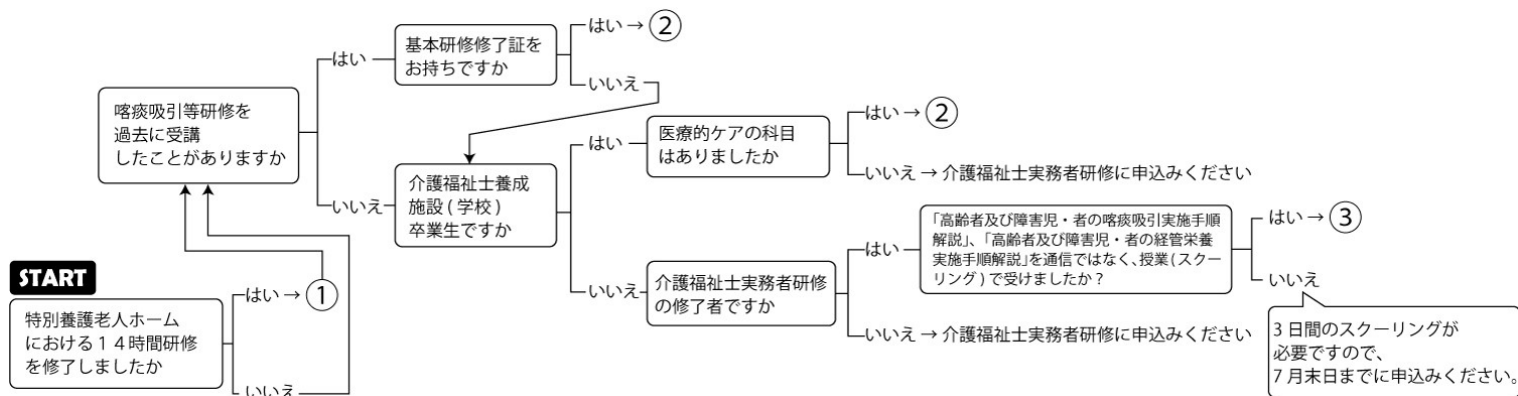 START
特別養護老人ホーム
における１４時間研修
を修了しましたか
はい → ①
いいえ
喀痰吸引等研修を
過去に受講
したことがありますか
はい
いいえ
基本研修修了証を
お持ちですか
はい → ②
いいえ
介護福祉士養成
施設(学校)
卒業生ですか
はい
いいえ
医療的ケアの科目
はありましたか
はい → ②
いいえ → 介護福祉士実務者研修に申込みください
介護福祉士実務者研修
の修了者ですか
はい
いいえ → 介護福祉士実務者研修に申込みください
「高齢者及び障害児・者の喀痰吸引実施手順
解説」、「高齢者及び障害児・者の経管栄養
実施手順解説」を通信ではなく、授業(スクー
リング)で受けましたか？
はい → ③
いいえ
3日間のスクーリングが
必要ですので、
7月末日までに申込みください。